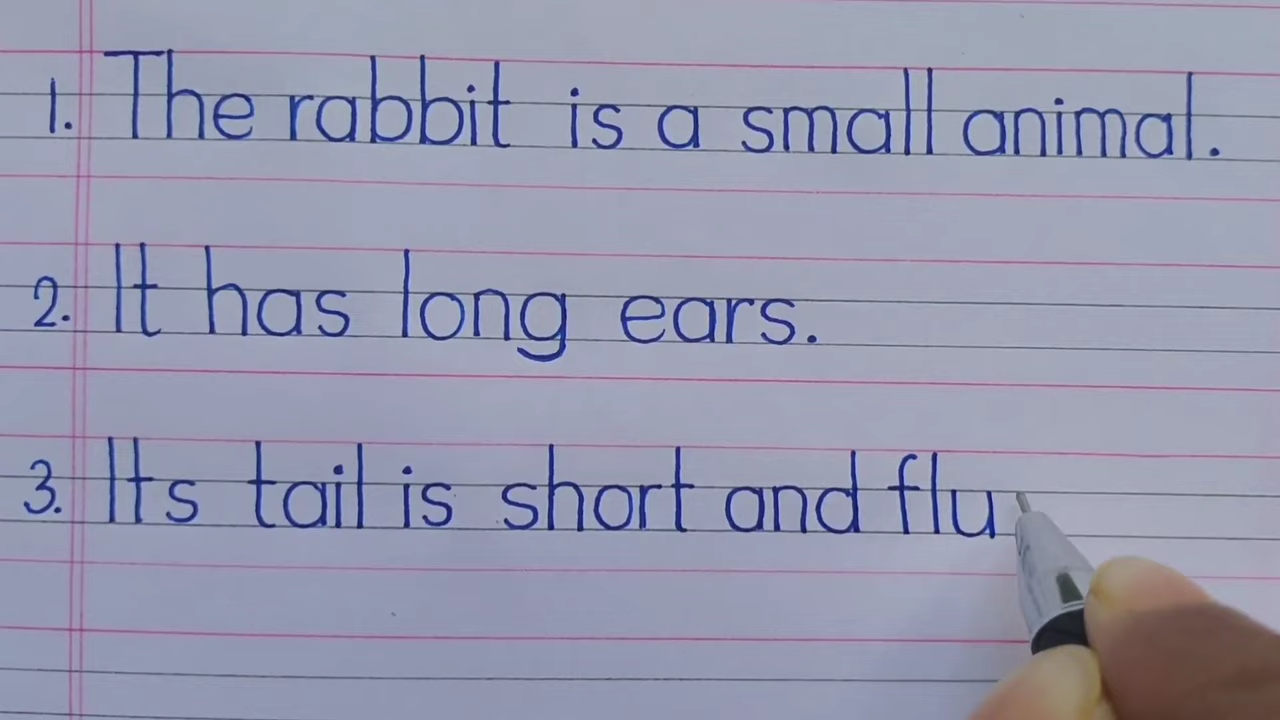 1. The rabbit is a small animal.
2. It has long ears.
3. Its tail is short and flu